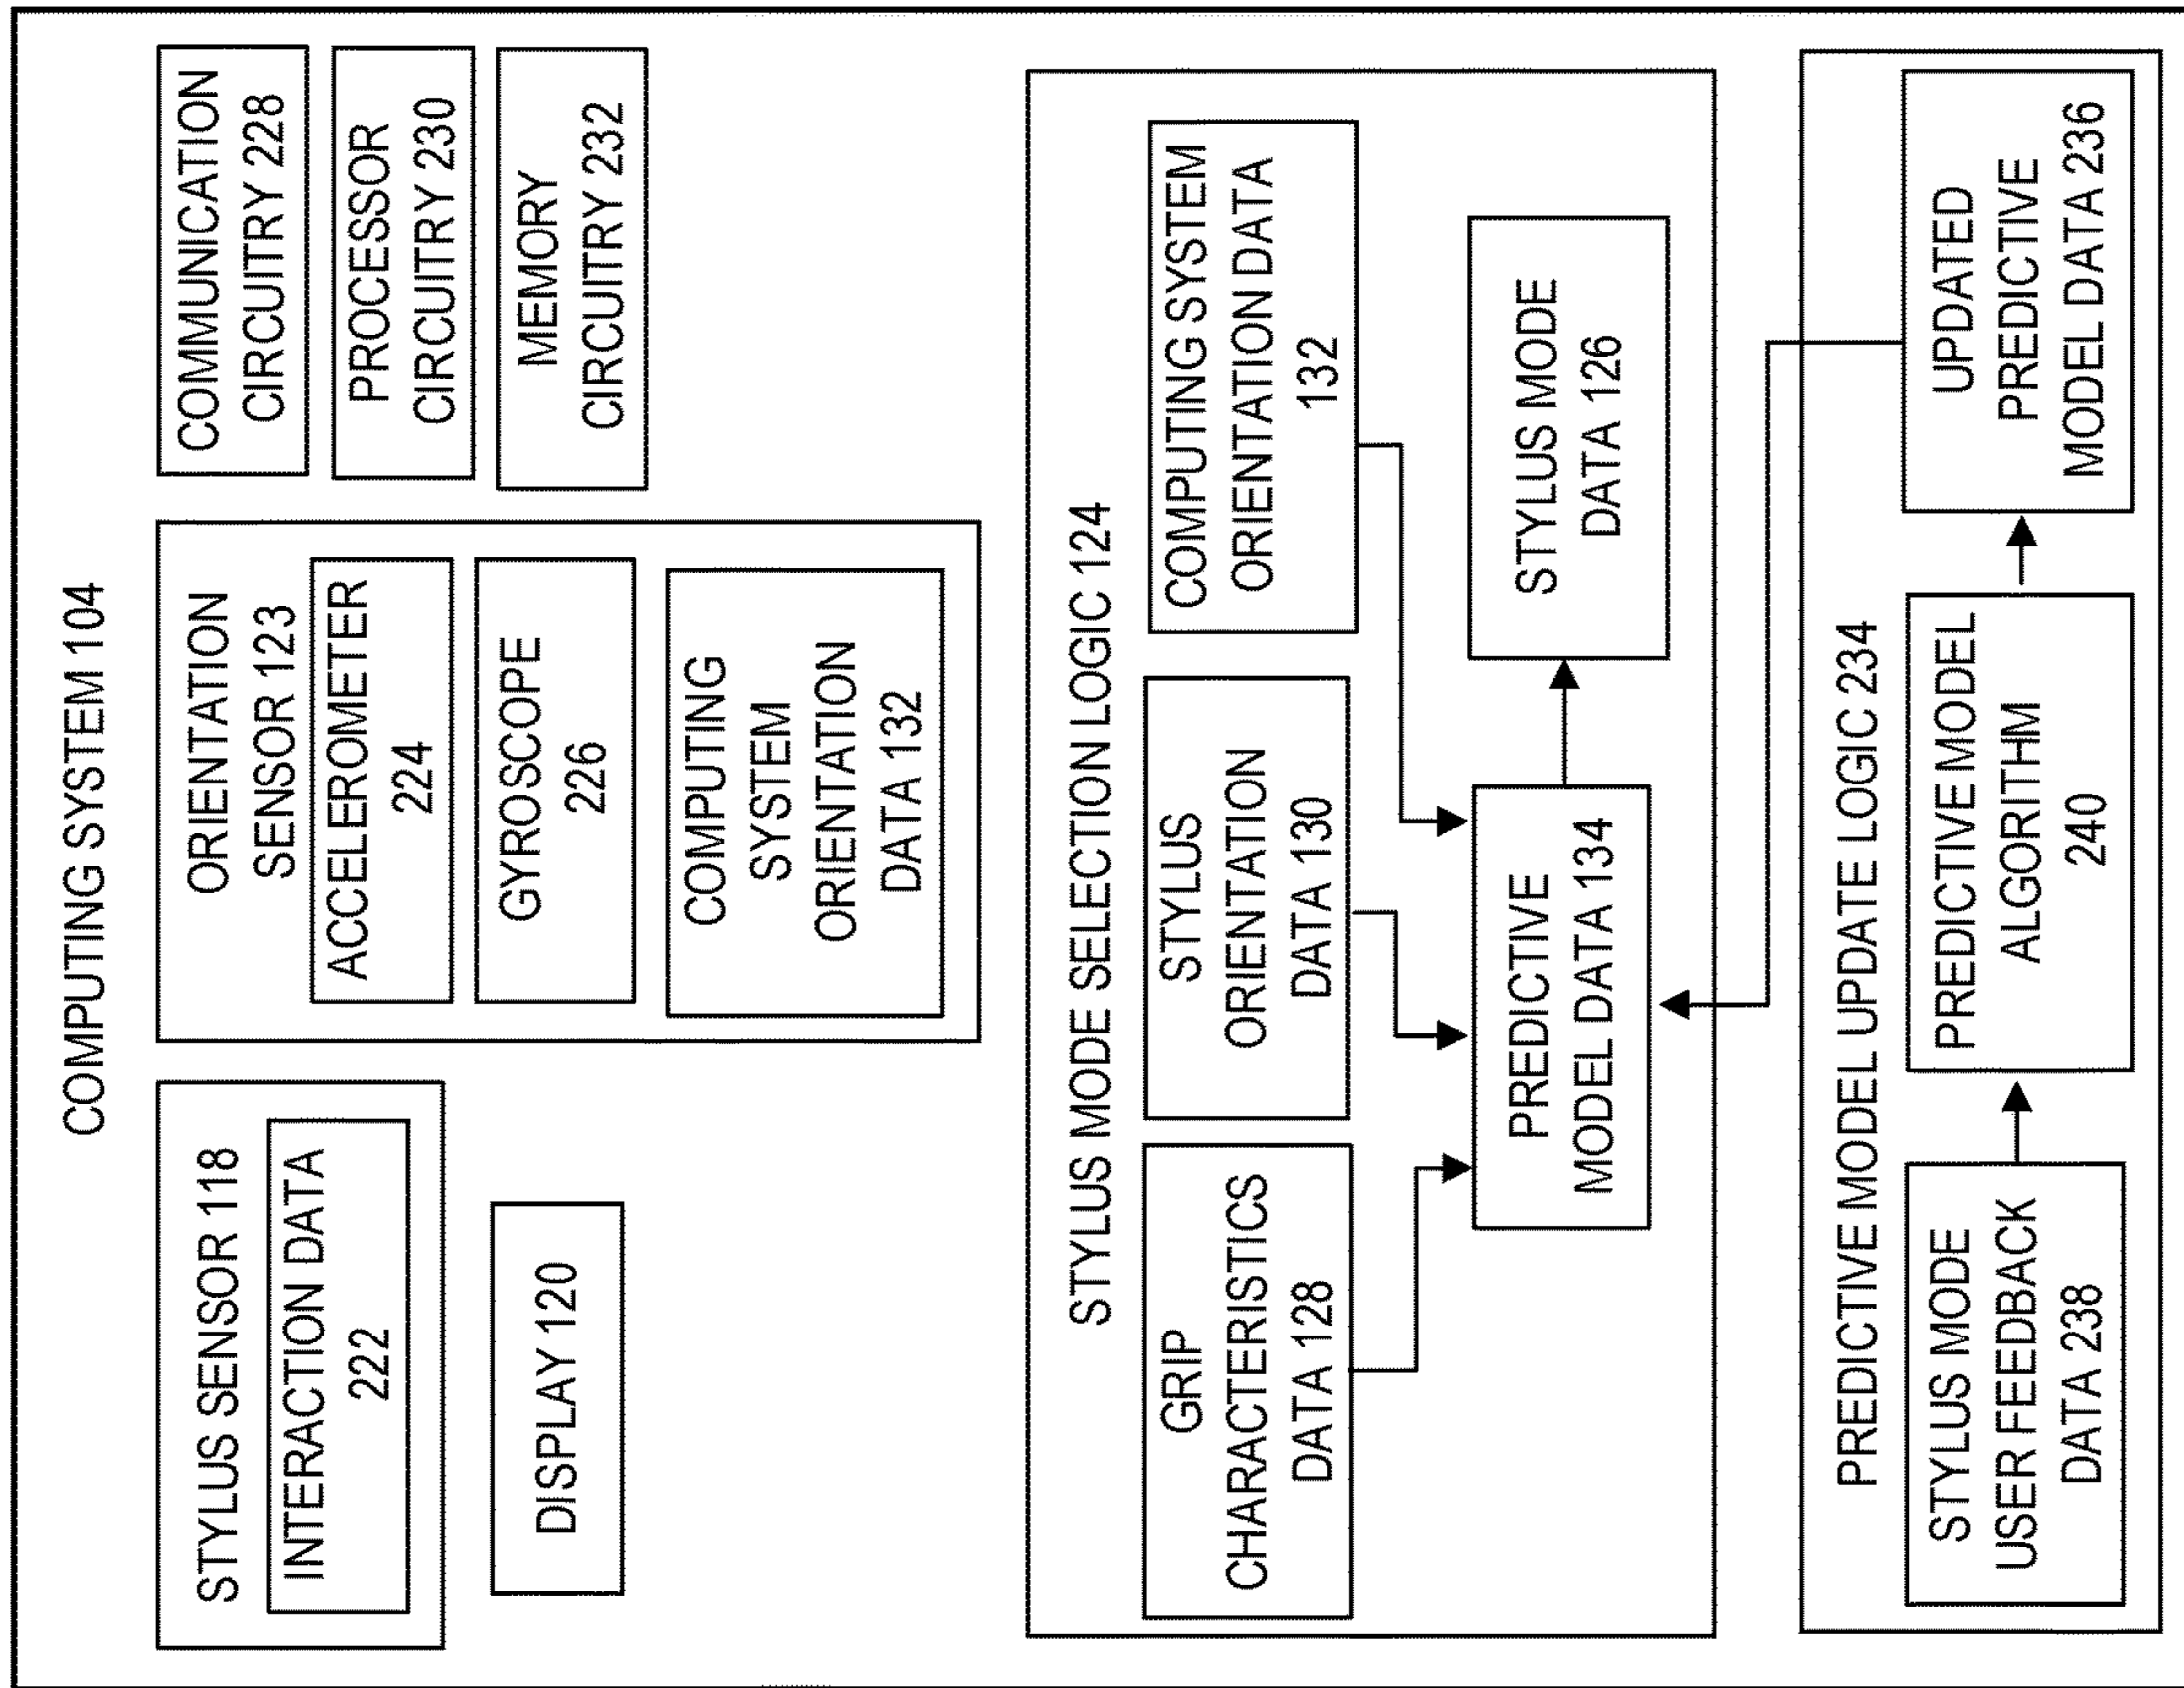 COMPUTING SYSTEM 104
STYLUS SENSOR 118
INTERACTION DATA
222
DISPLAY 120
ORIENTATION
SENSOR 123
ACCELEROMETER
224
GYROSCOPE
226
COMPUTING
SYSTEM
ORIENTATION
DATA 132
COMMUNICATION
CIRCUITRY 228
PROCESSOR
CIRCUITRY 230
MEMORY
CIRCUITRY 232
STYLUS MODE SELECTION LOGIC 124
GRIP
CHARACTERISTICS
DATA 128
STYLUS
ORIENTATION
DATA 130
COMPUTING SYSTEM
ORIENTATION DATA
132
PREDICTIVE
MODEL DATA 134
STYLUS MODE
DATA 126
PREDICTIVE MODEL UPDATE LOGIC 234
STYLUS MODE
USER FEEDBACK
DATA 238
PREDICTIVE MODEL
ALGORITHM
240
UPDATED
PREDICTIVE
MODEL DATA 236